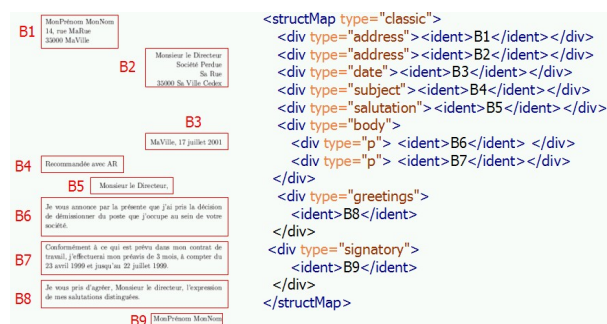 B1
MonPrénom MonNom
14, rue MaRue
35000 MaVille
B2
Monsieur le Directeur
Société Perdue
Sa Rue
35000 Sa Ville Cedex
B3
MaVille, 17 juillet 2001
B4
Recommandée avec AR
B5
Monsieur le Directeur,
B6
Je vous annonce par la présente que j'ai pris la décision
de démissionner du poste que j'occupe au sein de votre
société.
B7
Conformément à ce qui est prévu dans mon contrat de
travail, j'effectuerai mon préavis de 3 mois, à compter du
23 avril 1999 et jusqu'au 22 juillet 1999.
B8
Je vous pris d'agréer, Monsieur le directeur, l'expression
de mes salutations distinguées.
B9
MonPrénom MonNom
<structMap type="classic">
<div type="address"><ident>B1</ident></div>
<div type="address"><ident>B2</ident></div>
<div type="date"><ident>B3</ident></div>
<div type="subject"><ident>B4</ident></div>
<div type="salutation"><ident>B5</ident></div>
<div type="body">
<div type="p"> <ident>B6</ident> </div>
<div type="p"> <ident>B7</ident></div>
</div>
<div type="greetings">
<ident>B8</ident>
</div>
<div type="signatory">
<ident>B9</ident>
</div>
</structMap>